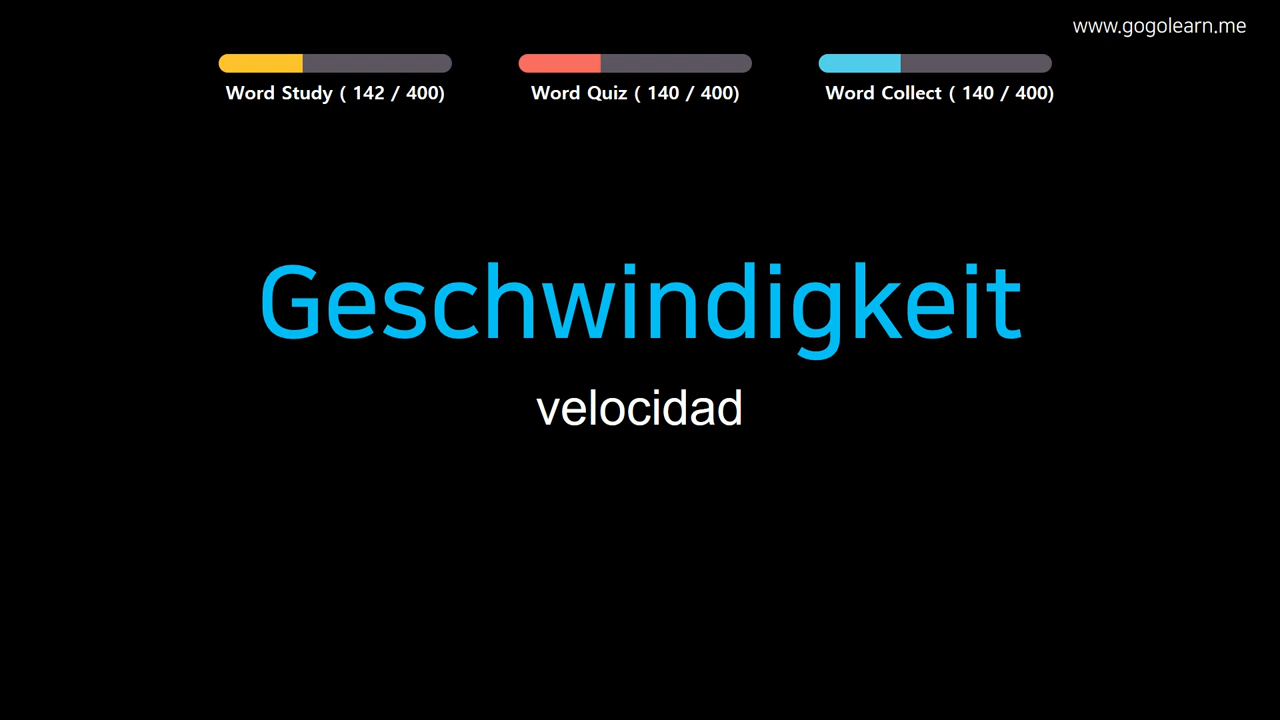 www.gogolearn.me
Word Study ( 142 / 400)
Word Quiz ( 140 / 400)
Word Collect ( 140 / 400)
Geschwindigkeit
velocidad